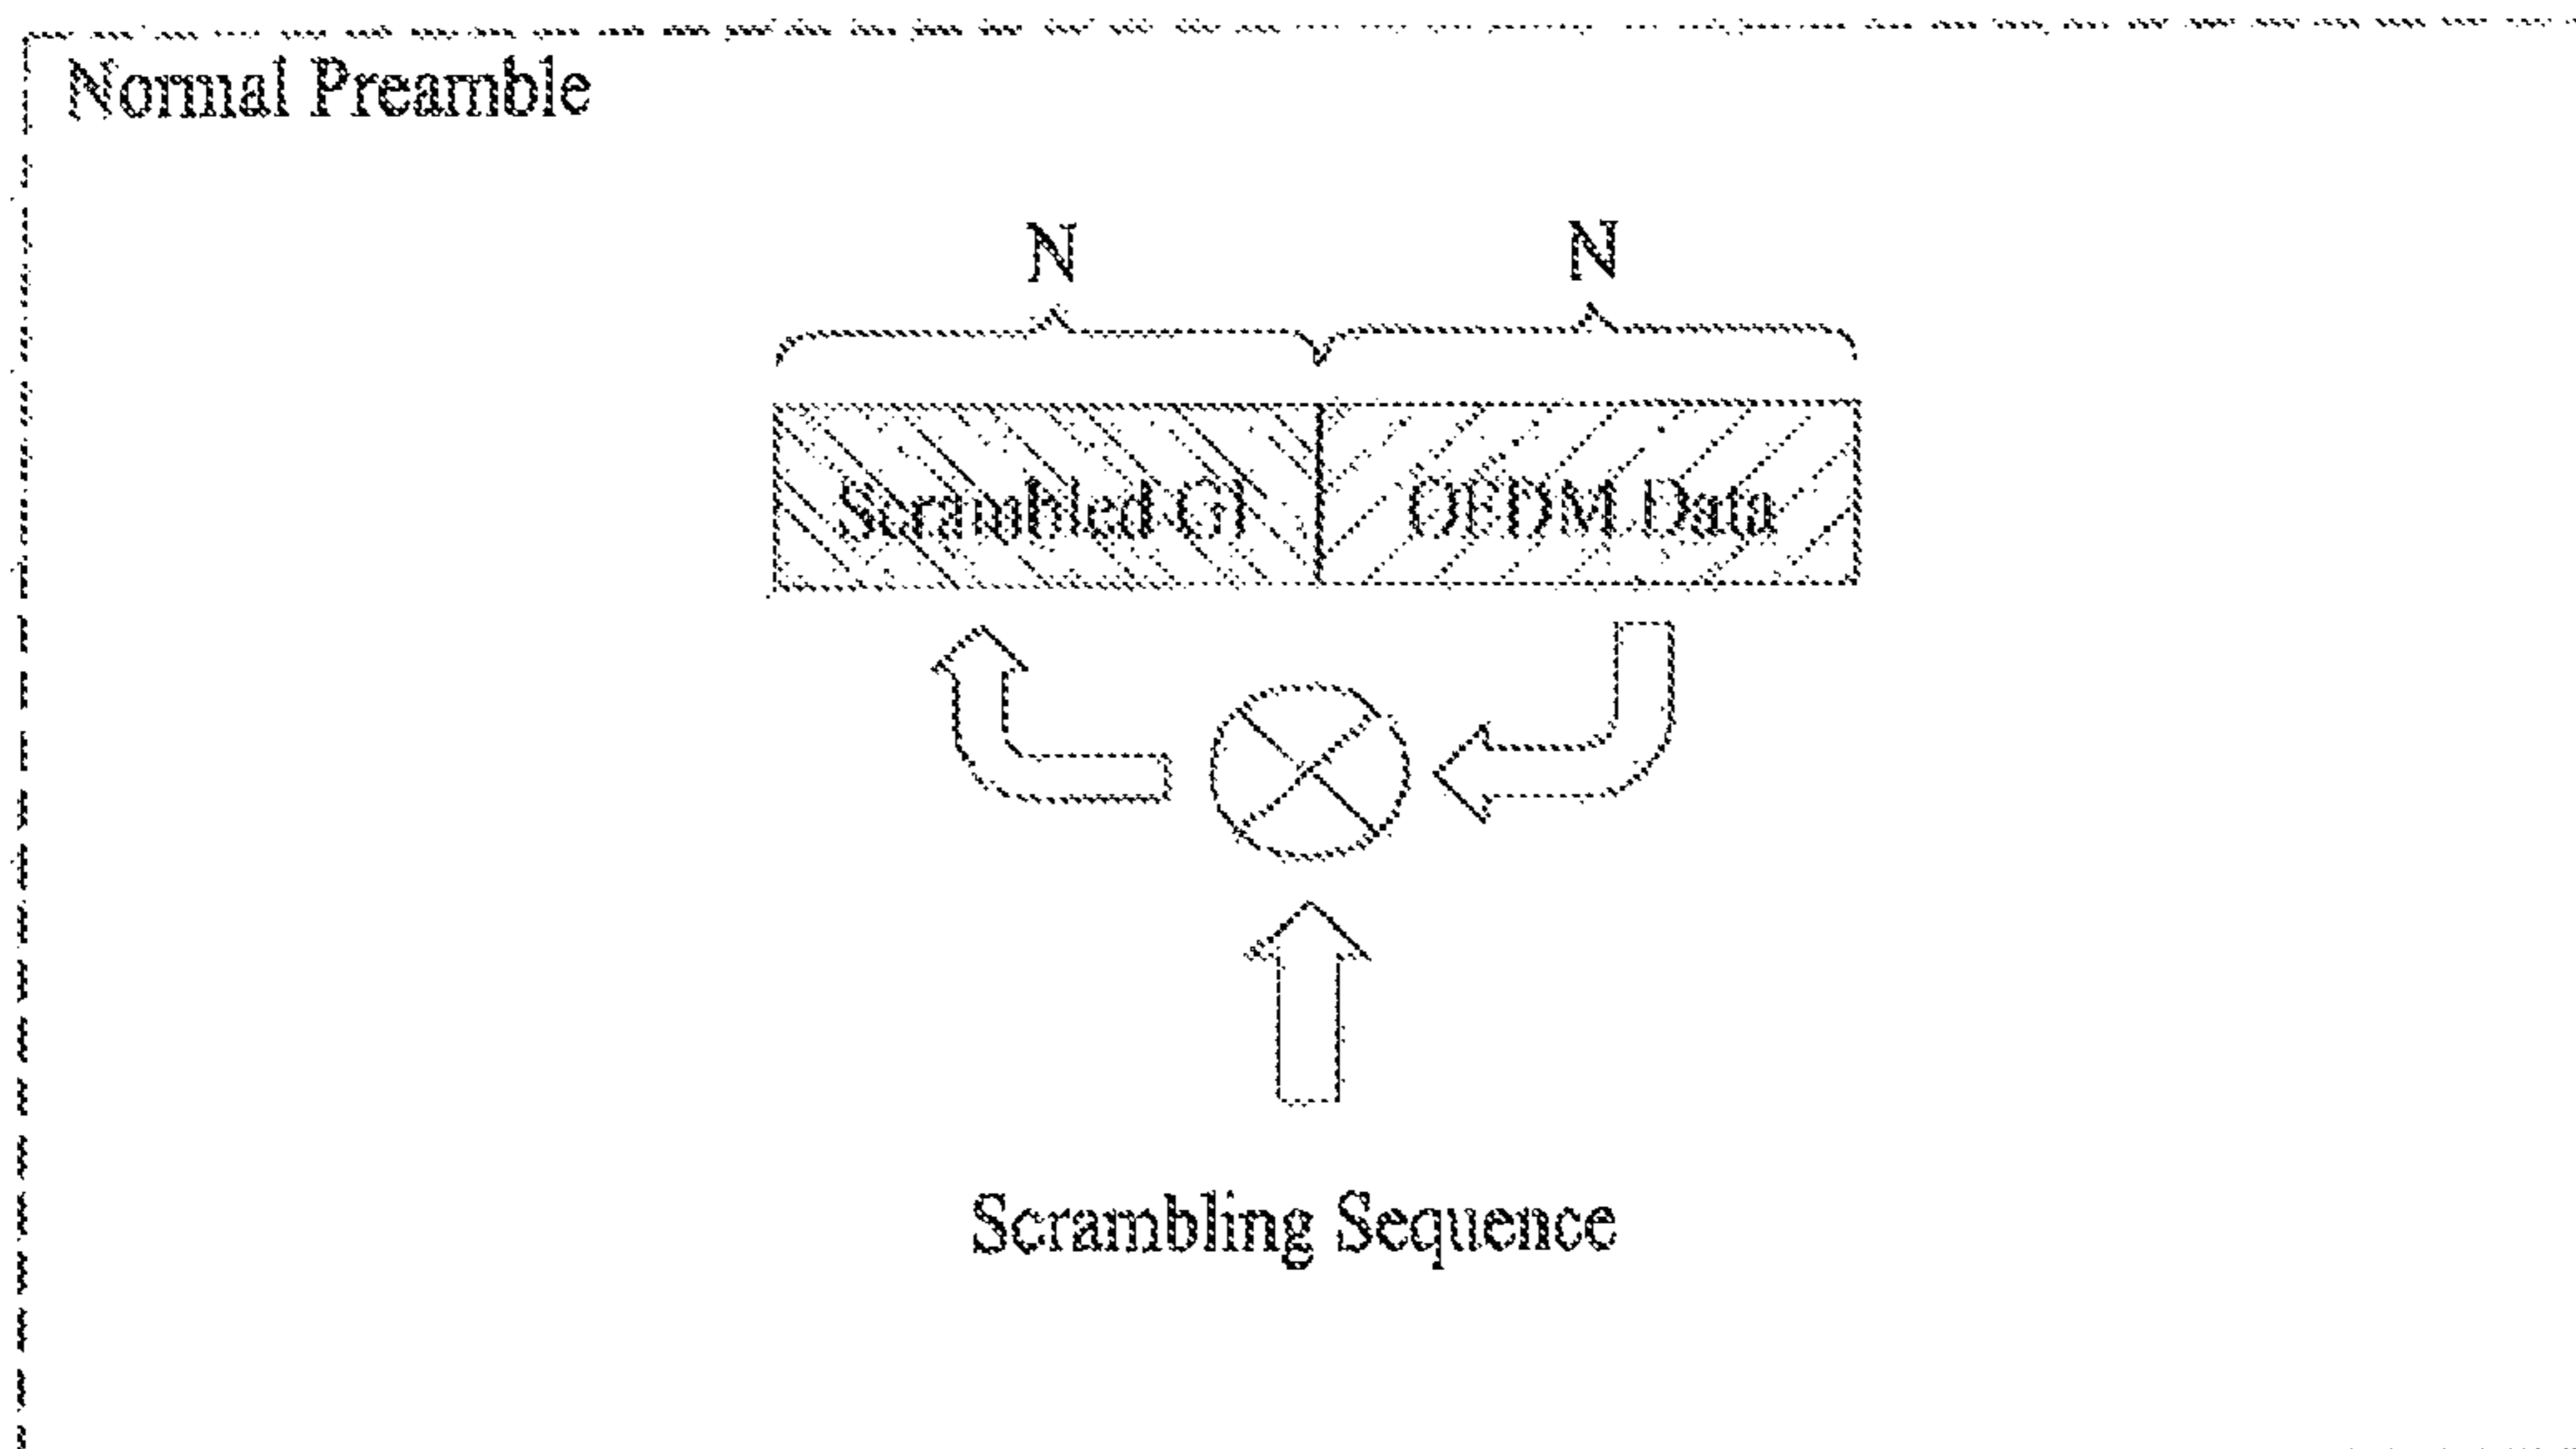 Normal Preamble
N N
Scrambled GI OFDM Data
Scrambling Sequence